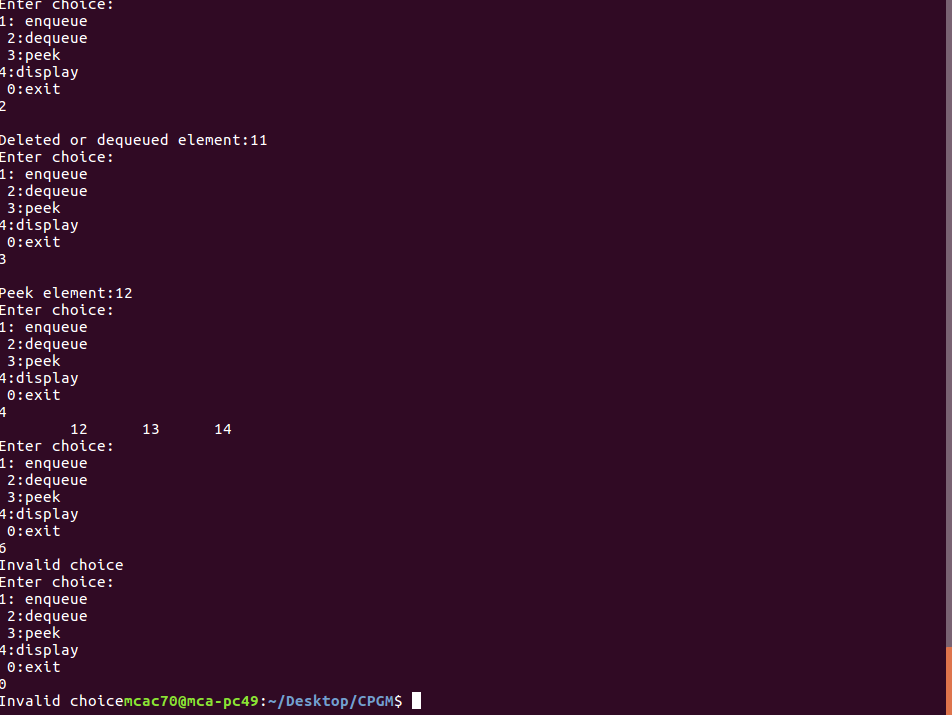 Enter choice:
1: enqueue
 2:dequeue
 3:peek
4:display
 0:exit
2

Deleted or dequeued element:11
Enter choice:
1: enqueue
 2:dequeue
 3:peek
4:display
 0:exit
3

Peek element:12
Enter choice:
1: enqueue
 2:dequeue
 3:peek
4:display
 0:exit
4
        12      13      14
Enter choice:
1: enqueue
 2:dequeue
 3:peek
4:display
 0:exit
6
Invalid choice
Enter choice:
1: enqueue
 2:dequeue
 3:peek
4:display
 0:exit
0
Invalid choicemcac70@mca-pc49:~/Desktop/CPGM$